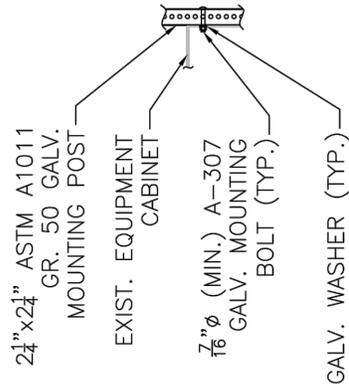 2¼"x2¼" ASTM A1011
GR. 50 GALV.
MOUNTING POST
EXIST. EQUIPMENT
CABINET
7/16"ø (MIN.) A-307
GALV. MOUNTING
BOLT (TYP.)
GALV. WASHER (TYP.)